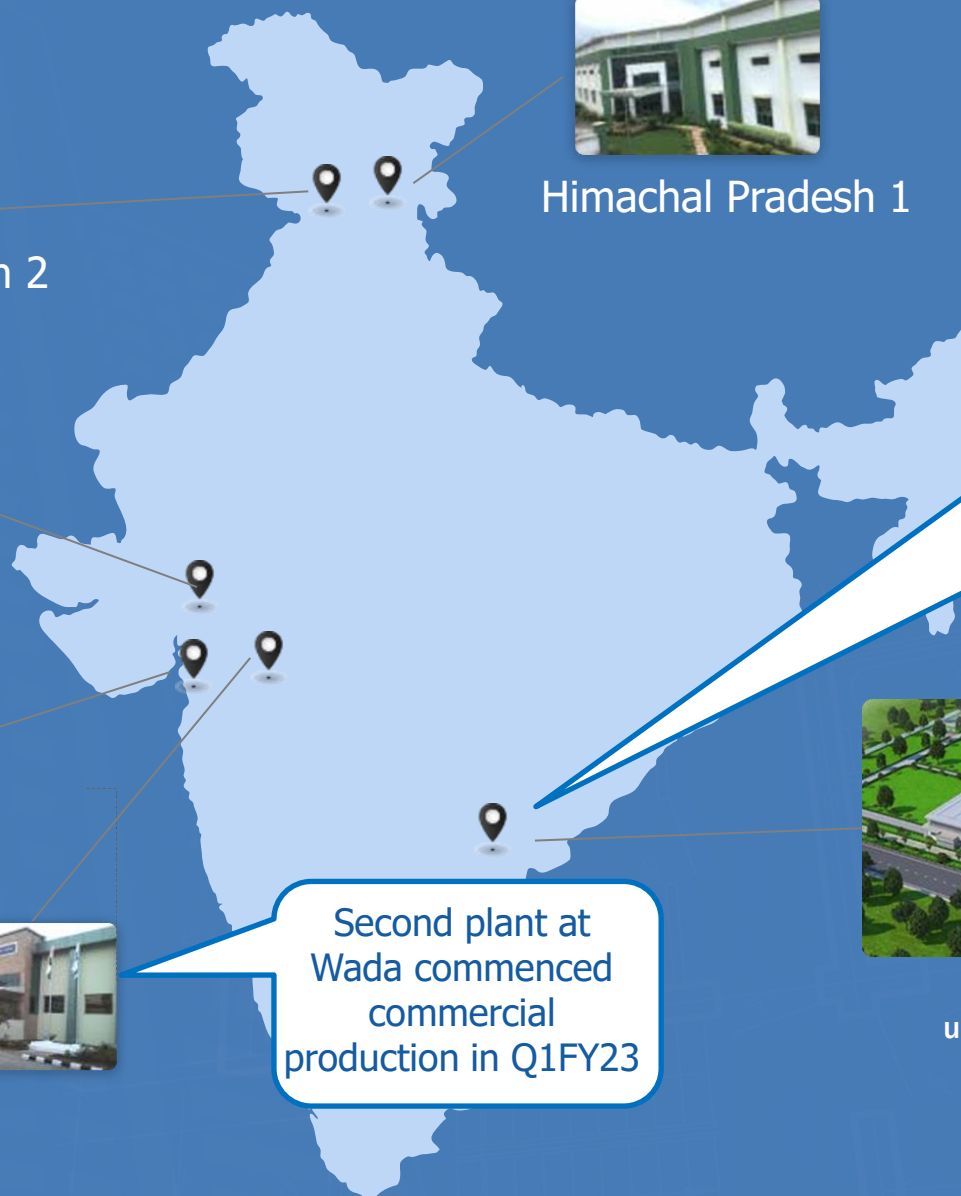 Himachal Pradesh 1
2
Second plant at
Wada commenced
commercial
production in Q1FY23